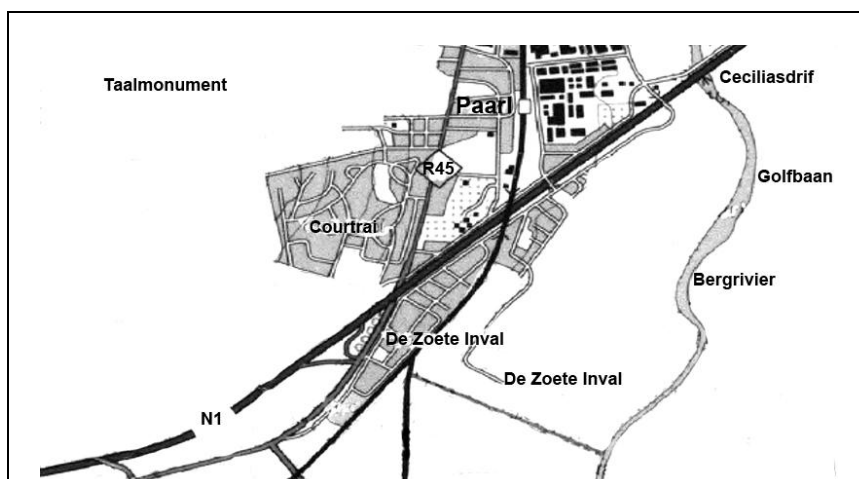 Taalmonument
Ceciliasdrif
Paarl
R45
Golfbaan
Courtrai
Bergrivier
De Zoete Inval
De Zoete Inval
N1